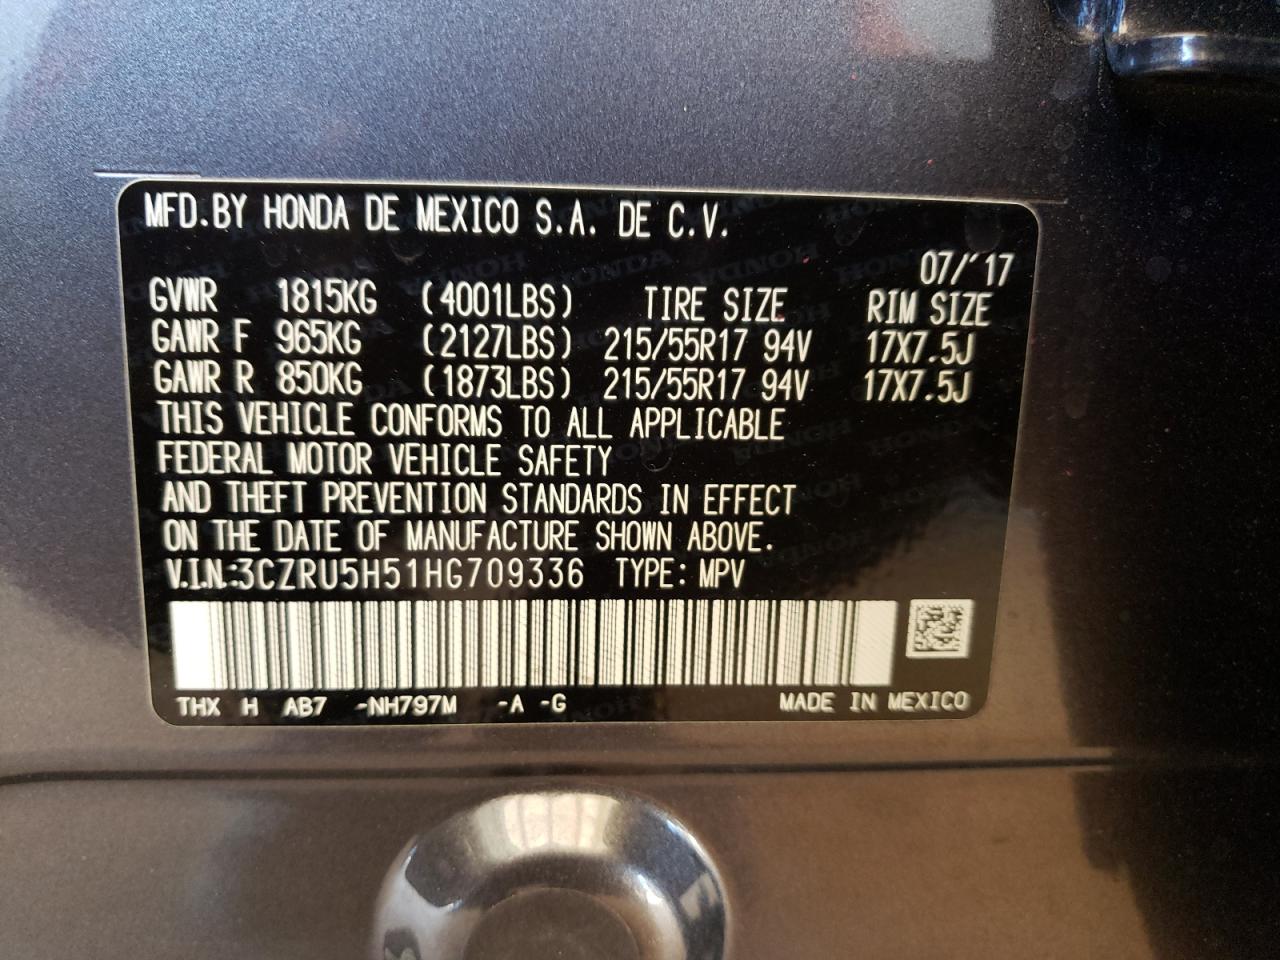 MFD.BY HONDA DE MEXICO S.A. DE C.V.
07/'17
GVWR 1815KG (4001LBS) TIRE SIZE RIM SIZE
GAWR F 965KG (2127LBS) 215/55R17 94V 17X7.5J
GAWR R 850KG (1873LBS) 215/55R17 94V 17X7.5J
THIS VEHICLE CONFORMS TO ALL APPLICABLE
FEDERAL MOTOR VEHICLE SAFETY
AND THEFT PREVENTION STANDARDS IN EFFECT
ON THE DATE OF MANUFACTURE SHOWN ABOVE.
V.I.N.:3CZRU5H51HG709336 TYPE: MPV
THX H AB7 -NH797M -A -G MADE IN MEXICO